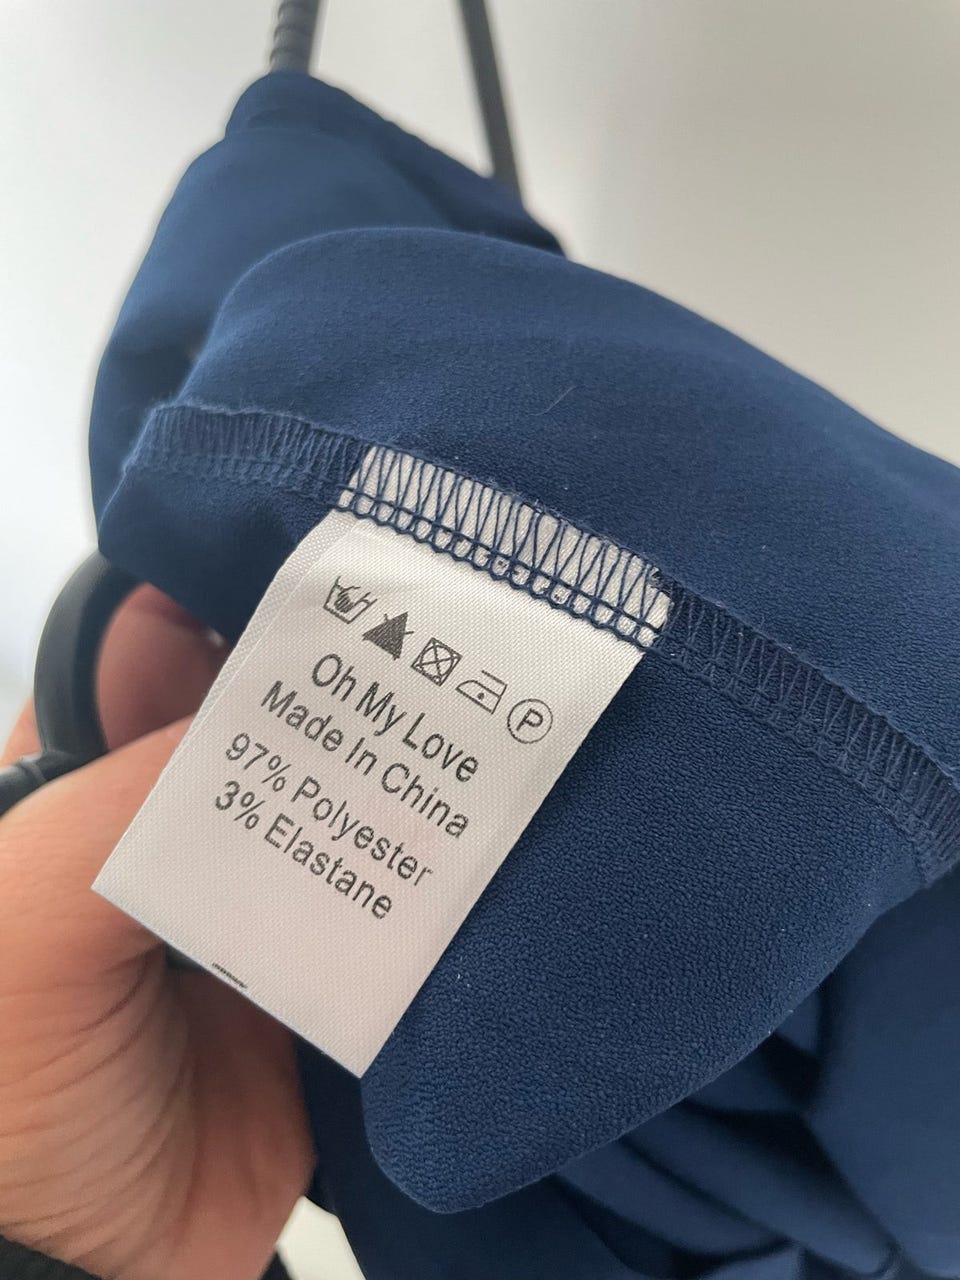 P
Oh My Love
Made In China
97% Polyester
3% Elastane